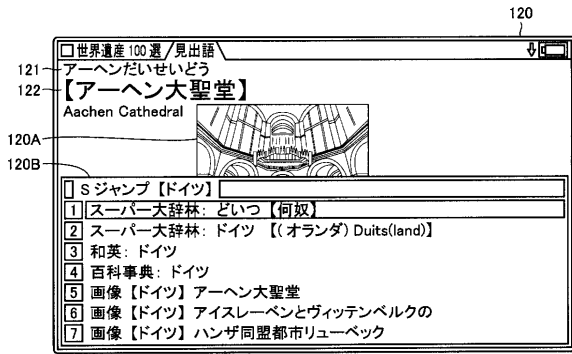 120
世界遺産 100 選 見出語
121 アーヘンだいせいどう
122 【アーヘン大聖堂】
Aachen Cathedral
120A
120B
S ジャンプ 【ドイツ】
1 スーパー大辞林: どいつ 【何奴】
2 スーパー大辞林: ドイツ 【(オランダ) Duits(land)】
3 和英: ドイツ
4 百科事典: ドイツ
5 画像 【ドイツ】 アーヘン大聖堂
6 画像 【ドイツ】 アイスレーベンとヴィッテンベルクの
7 画像 【ドイツ】 ハンザ同盟都市リューベック